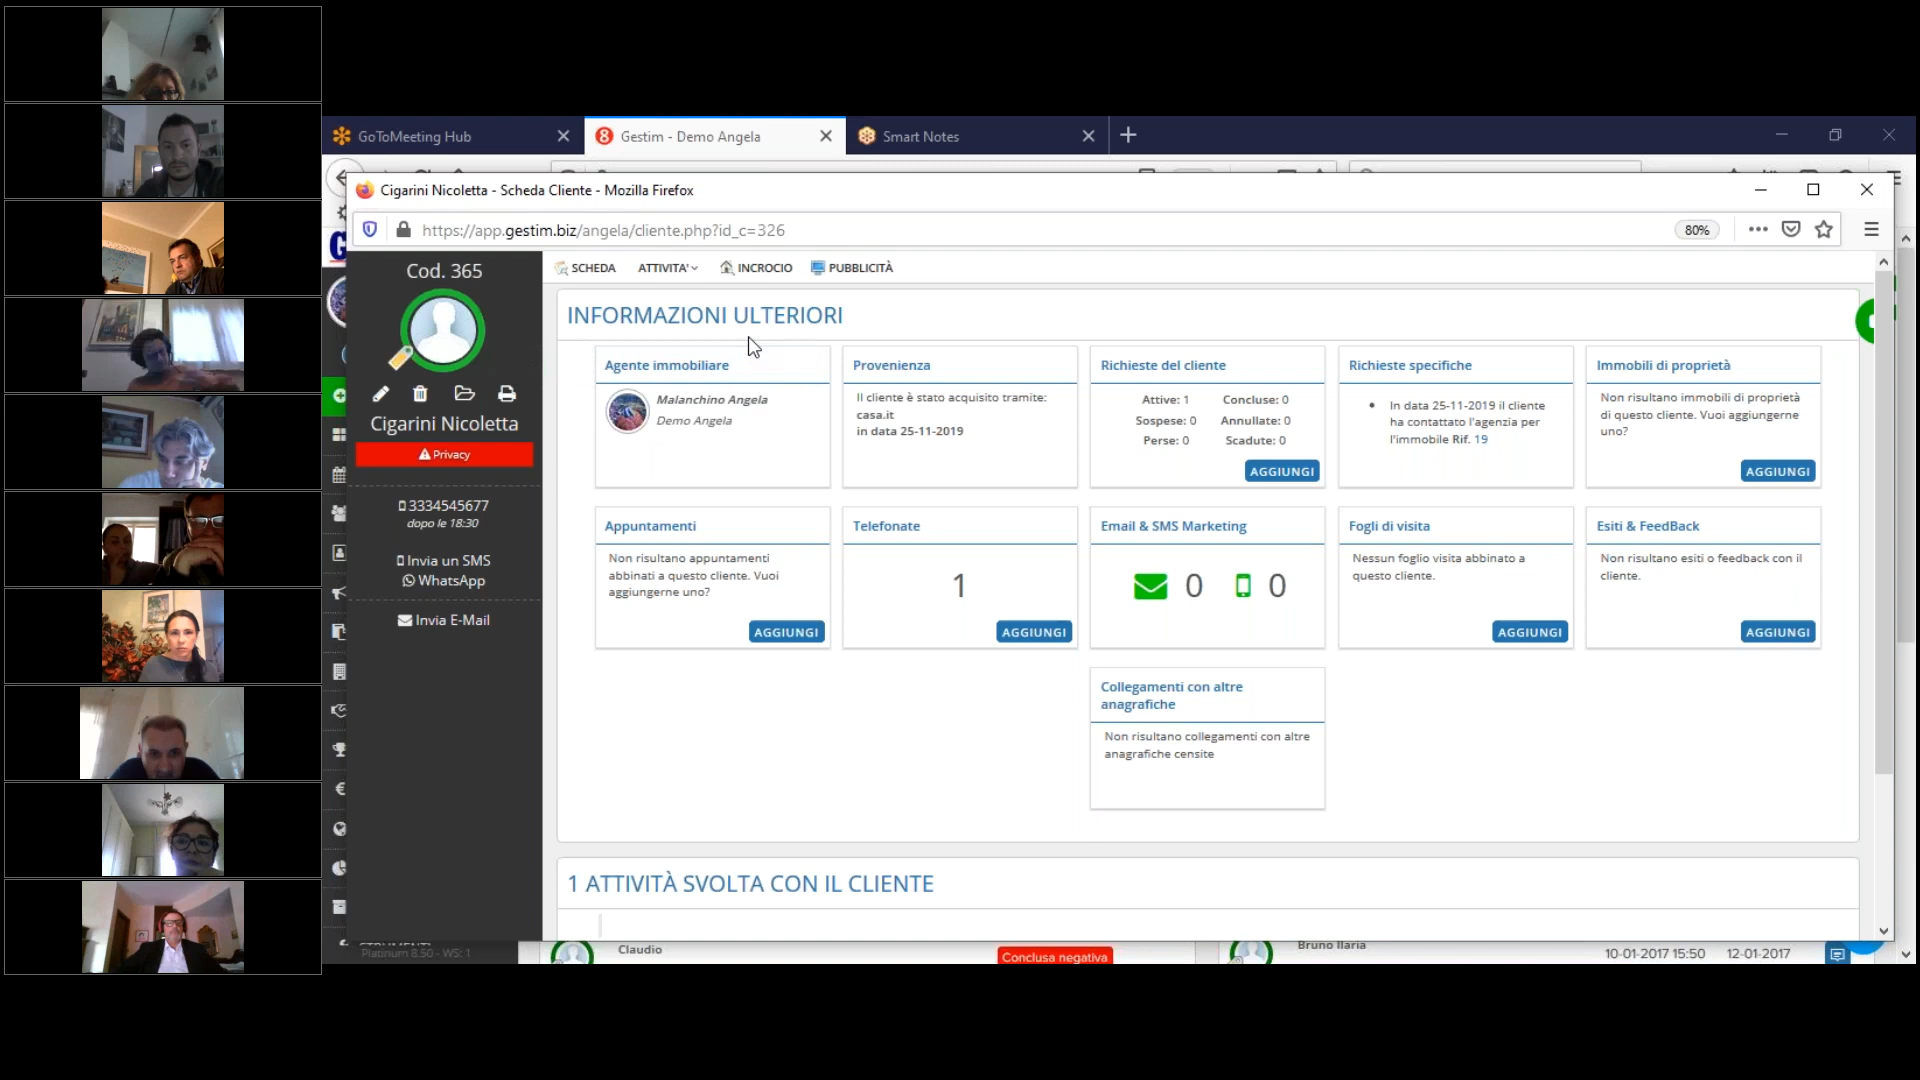 GoToMeeting Hub
Gestim - Demo Angela
Smart Notes
Cigarini Nicoletta - Scheda Cliente - Mozilla Firefox
https://app.gestim.biz/angela/cliente.php?id_c=326
80%
Cod. 365
Cigarini Nicoletta
Privacy
3334545677
dopo le 18:30
Invia un SMS
WhatsApp
Invia E-Mail
SCHEDA
ATTIVITA'
INCROCIO
PUBBLICITÀ
INFORMAZIONI ULTERIORI
Agente immobiliare
Malanchino Angela
Demo Angela
Provenienza
Il cliente è stato acquisito tramite:
casa.it
in data 25-11-2019
Richieste del cliente
Attive: 1 Concluse: 0
Sospese: 0 Annullate: 0
Perse: 0 Scadute: 0
AGGIUNGI
Richieste specifiche
• In data 25-11-2019 il cliente
ha contattato l'agenzia per
l'immobile Rif. 19
Immobili di proprietà
Non risultano immobili di proprietà
di questo cliente. Vuoi aggiungerne
uno?
AGGIUNGI
Appuntamenti
Non risultano appuntamenti
abbinati a questo cliente. Vuoi
aggiungerne uno?
AGGIUNGI
Telefonate
1
AGGIUNGI
Email & SMS Marketing
0 0
Fogli di visita
Nessun foglio visita abbinato a
questo cliente.
AGGIUNGI
Esiti & FeedBack
Non risultano esiti o feedback con il
cliente.
AGGIUNGI
Collegamenti con altre
anagrafiche
Non risultano collegamenti con altre
anagrafiche censite
1 ATTIVITÀ SVOLTA CON IL CLIENTE
Platinum 8.50 - WS: 1
Claudio
Conclusa negativa
Bruno Ilaria
10-01-2017 15:50 12-01-2017